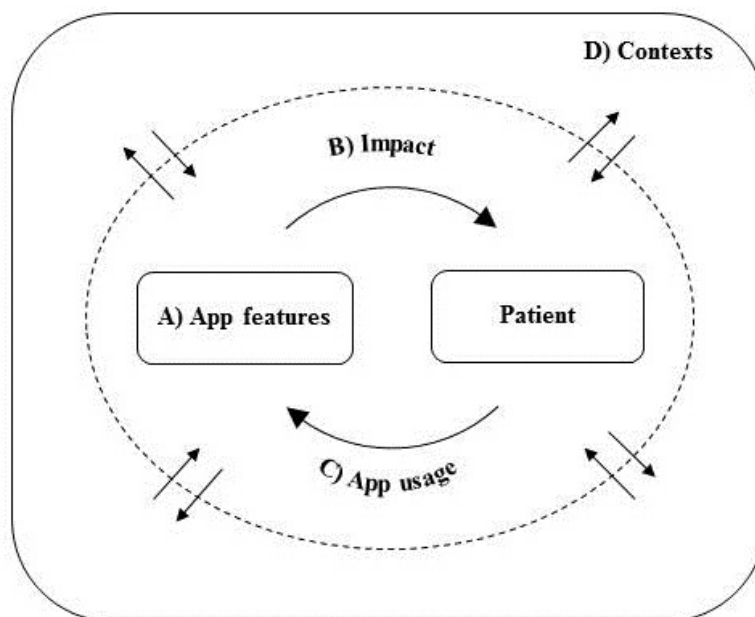 D) Contexts
B) Impact
A) App features
Patient
C) App usage